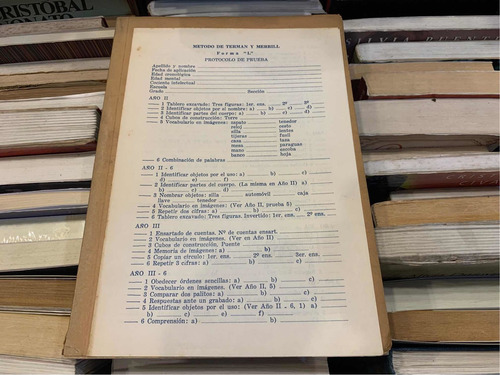 CRISTOBAL
DONATO
METODO DE TERMAN Y MERRILL
Forma "L"
PROTOCOLO DE PRUEBA
Apellido y nombre
Fecha de aplicación
Edad cronológica
Edad mental
Cociente intelectual
Escuela
Grado Sección
AÑO II
1 Tablero excavado: Tres figuras: 1er. ens. 2º 3º
2 Identificar objetos por el nombre: a) b) c) d)
3 Identificar partes del cuerpo: a) b) c) d)
4 Cubos de construcción: Torre
5 Vocabulario en imágenes: zapato tenedor
reloj cesto
silla lentes
tijeras fusil
casa taza
mesa paraguas
mano escoba
banco hoja
6 Combinación de palabras
AÑO II - 6
1 Identificar objetos por el uso: a) b) c)
d) e) f)
2 Identificar partes del cuerpo. (La misma en Año II) a)
b) c) d)
3 Nombrar objetos: silla automóvil caja
llave tenedor
4 Vocabulario en imágenes: (Ver Año II, prueba 5)
5 Repetir dos cifras: a) b) c)
6 Tablero excavado: Tres figuras. Invertido: 1er. ens. 2º ens.
AÑO III
1 Ensartado de cuentas. Nº de cuentas ensart.
2 Vocabulario en imágenes. (Ver en Año II)
3 Cubos de construcción, Puente
4 Memoria de imágenes: a) b)
5 Copiar un círculo: 1er. ens. 2º ens. 3er. ens.
6 Repetir 3 cifras: a) b) c)
AÑO III - 6
1 Obedecer órdenes sencillas: a) b) c)
2 Vocabulario en imágenes. (Ver Año II, 5)
3 Comparar dos palitos: a) b) c)
4 Respuestas ante un grabado: a) b) c)
5 Identificar objetos por el uso: (Ver Año II - 6, 1) a)
b) c) d) e) f)
6 Comprensión: a) b)